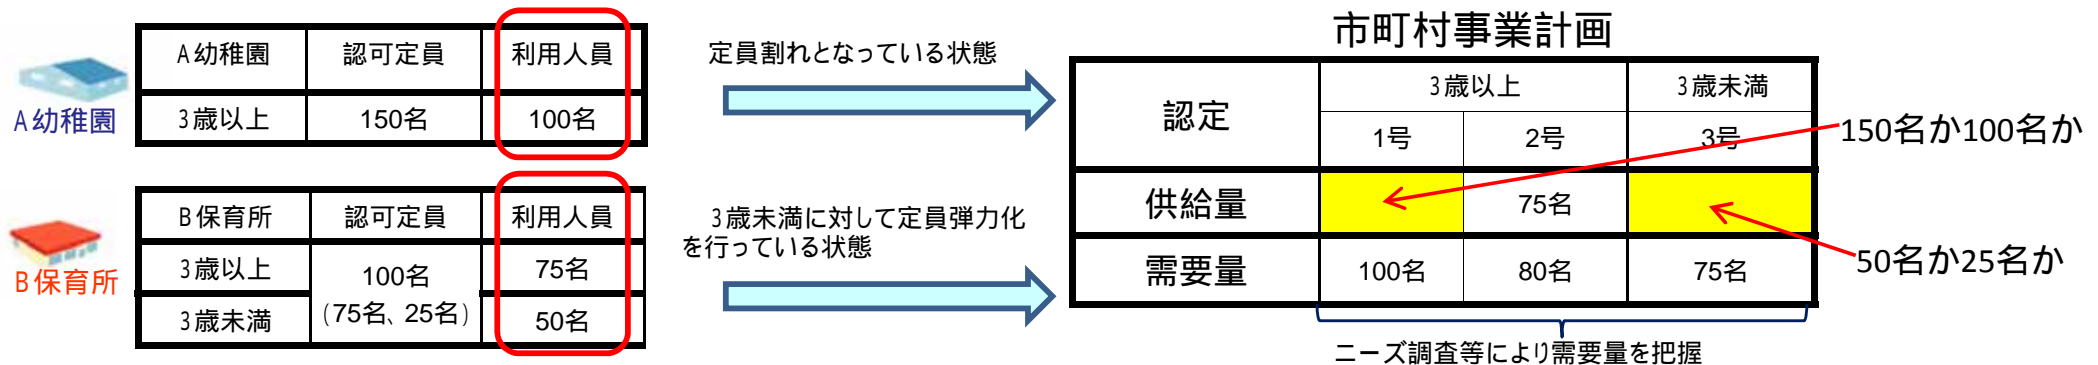 A幼稚園
A幼稚園 認可定員 利用人員
3歳以上 150名 100名
B保育所
B保育所 認可定員 利用人員
3歳以上 100名 75名
(75名、25名)
3歳未満 50名
定員割れとなっている状態
3歳未満に対して定員弾力化
を行っている状態
市町村事業計画
認定 3歳以上 3歳未満
1号 2号 3号
供給量 75名
需要量 100名 80名 75名
150名か100名か
50名か25名か
ニーズ調査等により需要量を把握